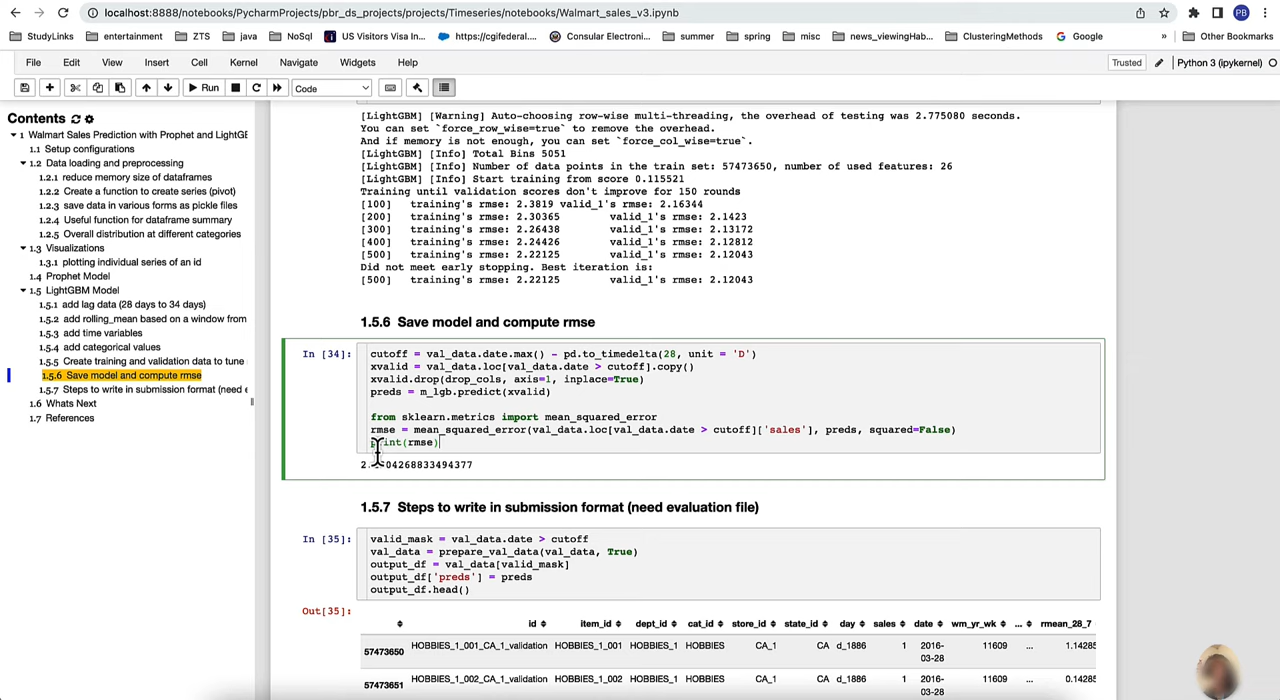 localhost:8888/notebooks/PycharmProjects/pbr_ds_projects/projects/Timeseries/notebooks/Walmart_sales_v3.ipynb
PB
StudyLinks entertainment ZTS java NoSql US Visitors Visa In... https://cgifederal.... Consular Electroni... summer spring misc news_viewingHab... ClusteringMethods Google » Other Bookmarks
File Edit View Insert Cell Kernel Navigate Widgets Help Trusted Python 3 (ipykernel)
Run Code
Contents
1 Walmart Sales Prediction with Prophet and LightGE
1.1 Setup configurations
1.2 Data loading and preprocessing
1.2.1 reduce memory size of dataframes
1.2.2 Create a function to create series (pivot)
1.2.3 save data in various forms as pickle files
1.2.4 Useful function for dataframe summary
1.2.5 Overall distribution at different categories
1.3 Visualizations
1.3.1 plotting individual series of an id
1.4 Prophet Model
1.5 LightGBM Model
1.5.1 add lag data (28 days to 34 days)
1.5.2 add rolling_mean based on a window from
1.5.3 add time variables
1.5.4 add categorical values
1.5.5 Create training and validation data to tune
1.5.6 Save model and compute rmse
1.5.7 Steps to write in submission format (need e
1.6 Whats Next
1.7 References
[LightGBM] [Warning] Auto-choosing row-wise multi-threading, the overhead of testing was 2.775080 seconds.
You can set `force_row_wise=true` to remove the overhead.
And if memory is not enough, you can set `force_col_wise=true`.
[LightGBM] [Info] Total Bins 5051
[LightGBM] [Info] Number of data points in the train set: 57473650, number of used features: 26
[LightGBM] [Info] Start training from score 0.115521
Training until validation scores don't improve for 150 rounds
[100] training's rmse: 2.3819 valid_1's rmse: 2.16344
[200] training's rmse: 2.30365 valid_1's rmse: 2.1423
[300] training's rmse: 2.26438 valid_1's rmse: 2.13172
[400] training's rmse: 2.24426 valid_1's rmse: 2.12812
[500] training's rmse: 2.22125 valid_1's rmse: 2.12043
Did not meet early stopping. Best iteration is:
[500] training's rmse: 2.22125 valid_1's rmse: 2.12043
1.5.6 Save model and compute rmse
In [34]:
cutoff = val_data.date.max() - pd.to_timedelta(28, unit = 'D')
xvalid = val_data.loc[val_data.date > cutoff].copy()
xvalid.drop(drop_cols, axis=1, inplace=True)
preds = m_lgb.predict(xvalid)
from sklearn.metrics import mean_squared_error
rmse = mean_squared_error(val_data.loc[val_data.date > cutoff]['sales'], preds, squared=False)
print(rmse)
1.5.7 Steps to write in submission format (need evaluation file)
In [35]:
valid_mask = val_data.date > cutoff
val_data = prepare_val_data(val_data, True)
output_df = val_data[valid_mask]
output_df['preds'] = preds
output_df.head()
Out[35]:
id item_id dept_id cat_id store_id state_id day sales date wm_yr_wk ... rmean_28_7
57473650 HOBBIES_1_001_CA_1_validation HOBBIES_1_001 HOBBIES_1 HOBBIES CA_1 CA d_1886 1 2016-03-28 11609 ... 1.14285
57473651 HOBBIES_1_002_CA_1_validation HOBBIES_1_002 HOBBIES_1 HOBBIES CA_1 CA d_1886 1 2016-03-28 11609 ... 0.14285